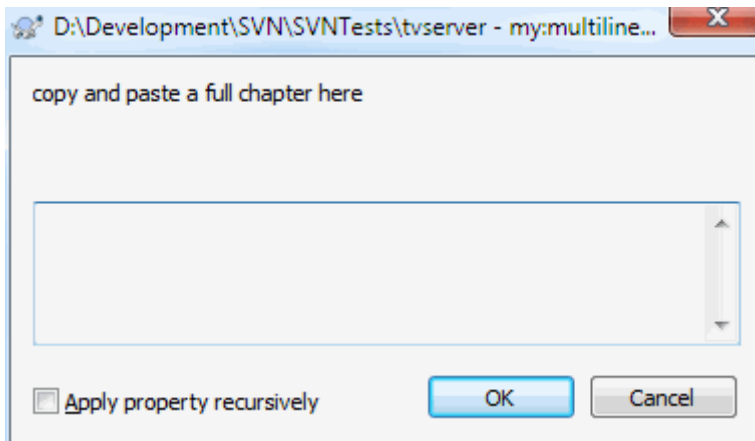 D:\Development\SVN\SVNTests\tvserver - my:multiline...
copy and paste a full chapter here
Apply property recursively
OK
Cancel